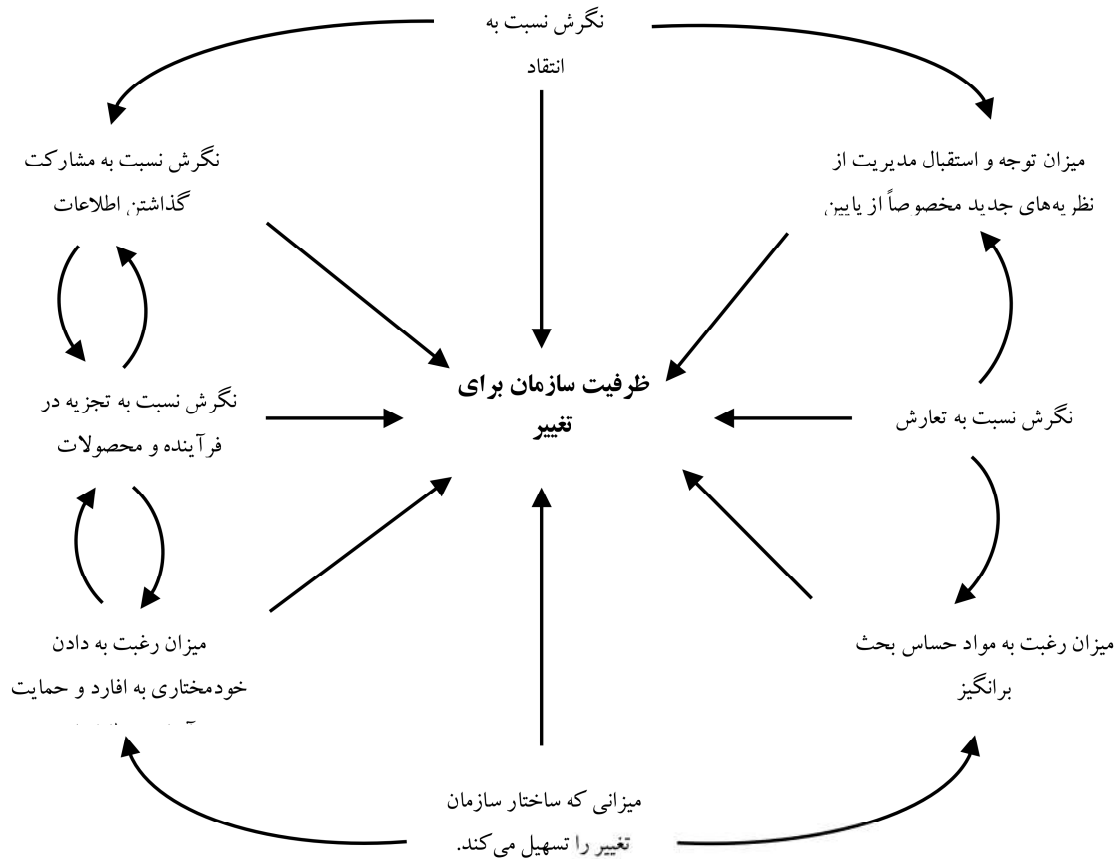 نگرش نسبت به
انتقاد
میزان توجه و استقبال مدیریت از
نظریه‌های جدید مخصوصاً از پایین
نگرش نسبت به مشارکت
گذاشتن اطلاعات
ظرفیت سازمان برای
تغییر
نگرش نسبت به تعارش
نگرش نسبت به تجزیه در
فرآینده و محصولات
میزان رغبت به مواد حساس بحث
برانگیز
میزان رغبت به دادن
خودمختاری به افارد و حمایت
میزانی که ساختار سازمان
تغییر را تسهیل می‌کند.